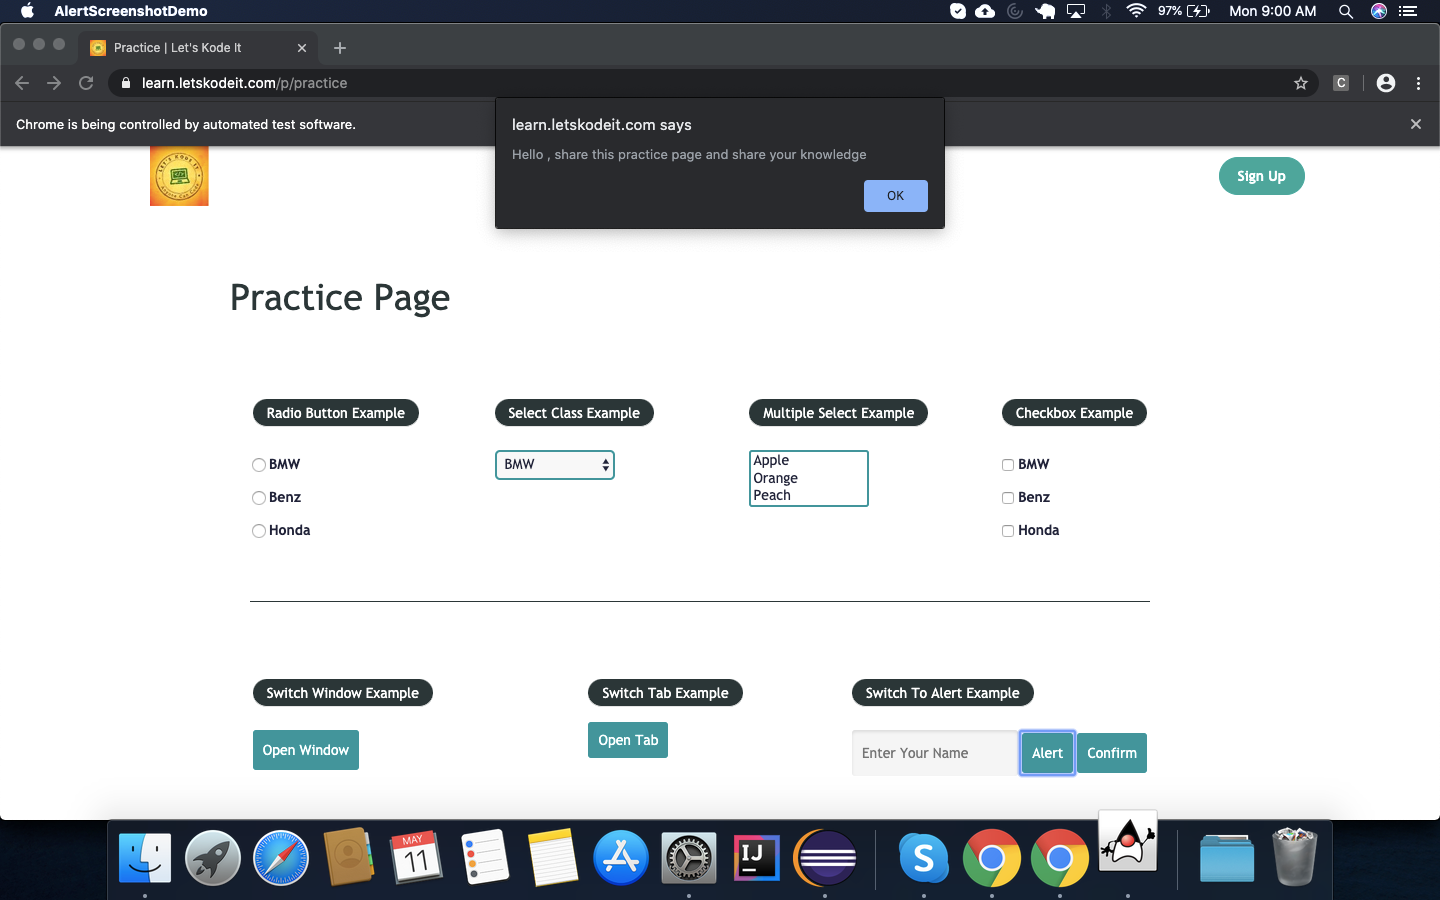 AlertScreenshotDemo
97%
Mon 9:00 AM
Practice | Let's Kode It
learn.letskodeit.com/p/practice
C
Chrome is being controlled by automated test software.
learn.letskodeit.com says
Hello , share this practice page and share your knowledge
OK
LET'S KODE IT
Sign Up
Practice Page
Radio Button Example
Select Class Example
Multiple Select Example
Checkbox Example
BMW
BMW
Apple
Orange
Peach
BMW
Benz
Benz
Honda
Honda
Switch Window Example
Switch Tab Example
Switch To Alert Example
Open Window
Open Tab
Enter Your Name
Alert
Confirm
MAY
11
IJ
S